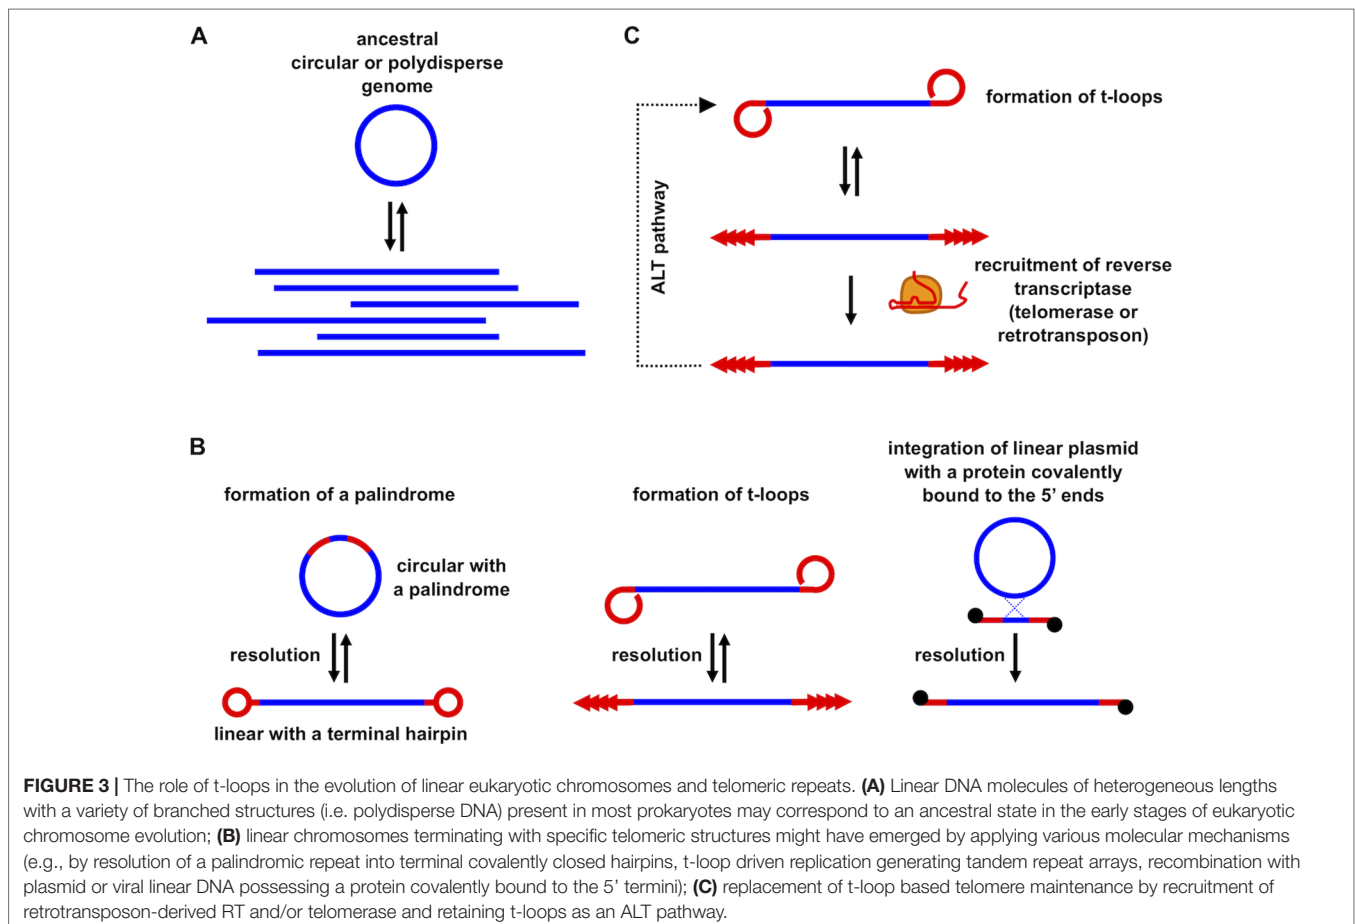 A
ancestral
circular or polydisperse
genome
C
formation of t-loops
ALT pathway
recruitment of reverse
transcriptase
(telomerase or
retrotransposon)
B
formation of a palindrome
circular with
a palindrome
resolution
linear with a terminal hairpin
formation of t-loops
resolution
integration of linear plasmid
with a protein covalently
bound to the 5’ ends
resolution
FIGURE 3 | The role of t-loops in the evolution of linear eukaryotic chromosomes and telomeric repeats. (A) Linear DNA molecules of heterogeneous lengths
with a variety of branched structures (i.e. polydisperse DNA) present in most prokaryotes may correspond to an ancestral state in the early stages of eukaryotic
chromosome evolution; (B) linear chromosomes terminating with specific telomeric structures might have emerged by applying various molecular mechanisms
(e.g., by resolution of a palindromic repeat into terminal covalently closed hairpins, t-loop driven replication generating tandem repeat arrays, recombination with
plasmid or viral linear DNA possessing a protein covalently bound to the 5’ termini); (C) replacement of t-loop based telomere maintenance by recruitment of
retrotransposon-derived RT and/or telomerase and retaining t-loops as an ALT pathway.